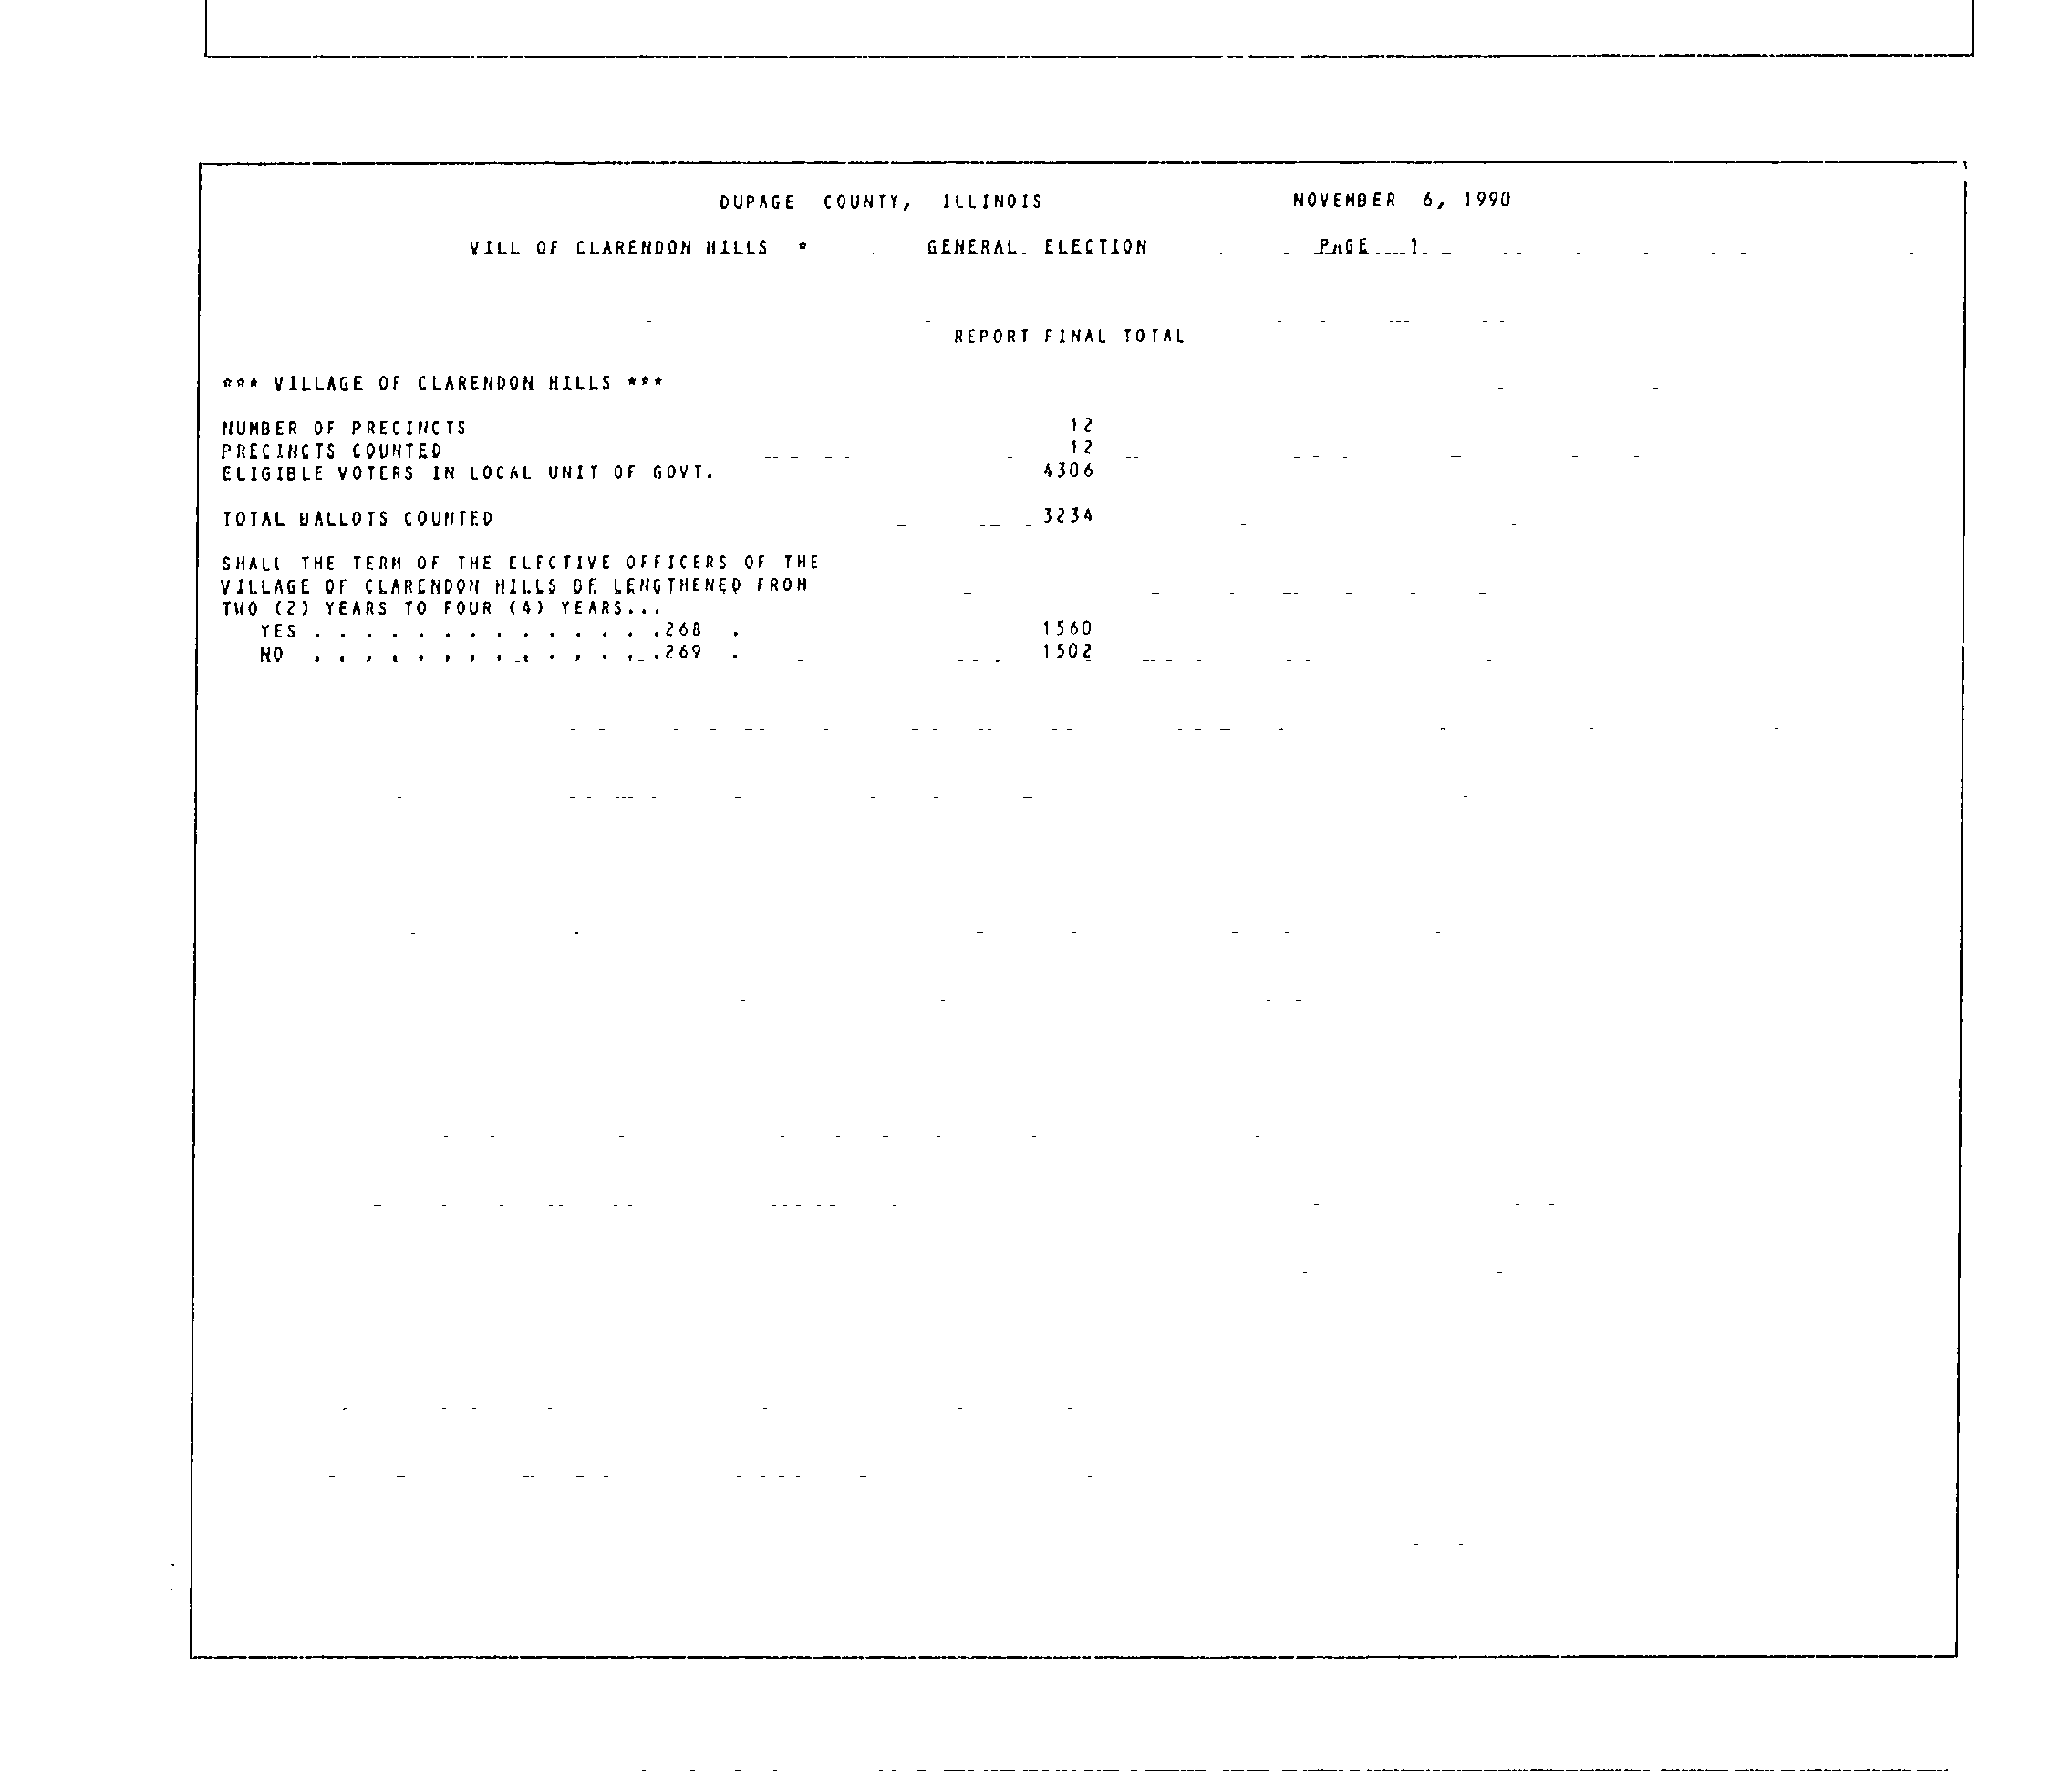 DUPAGE COUNTY, ILLINOIS NOVEMBER 6, 1990
VILL OF CLARENDON HILLS * GENERAL ELECTION PAGE 1
REPORT FINAL TOTAL
*** VILLAGE OF CLARENDON HILLS ***
NUMBER OF PRECINCTS 12
PRECINCTS COUNTED 12
ELIGIBLE VOTERS IN LOCAL UNIT OF GOVT. 4306
TOTAL BALLOTS COUNTED 3234
SHALL THE TERM OF THE ELECTIVE OFFICERS OF THE
VILLAGE OF CLARENDON HILLS BE LENGTHENED FROM
TWO (2) YEARS TO FOUR (4) YEARS...
YES . . . . . . . . . . . . . .268 . 1560
NO . . . . . . . . . . . . . .269 . 1502